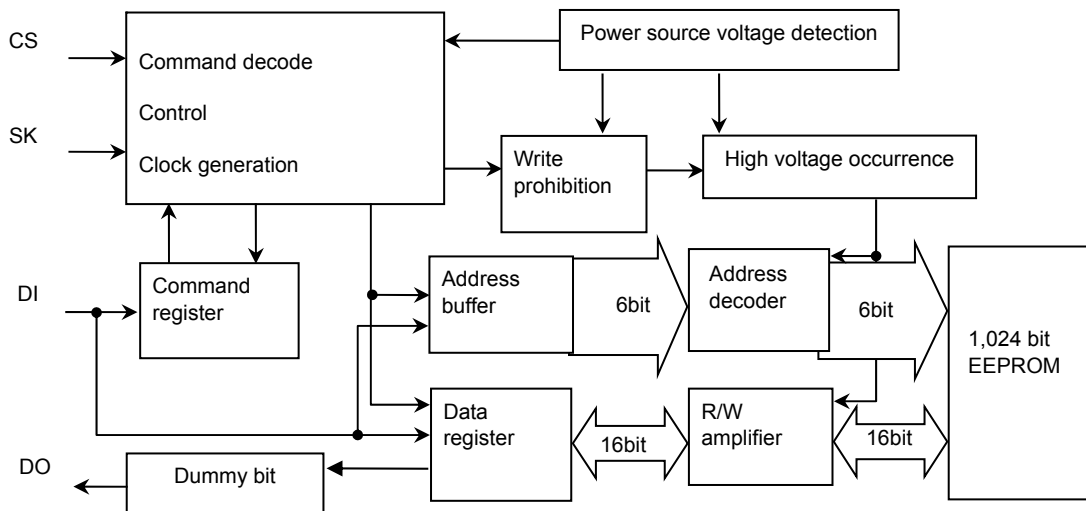 CS
SK
DI
DO
Command decode
Control
Clock generation
Power source voltage detection
Write
prohibition
High voltage occurrence
Command
register
Address
buffer
6bit
Address
decoder
6bit
1,024 bit
EEPROM
Data
register
16bit
R/W
amplifier
16bit
Dummy bit